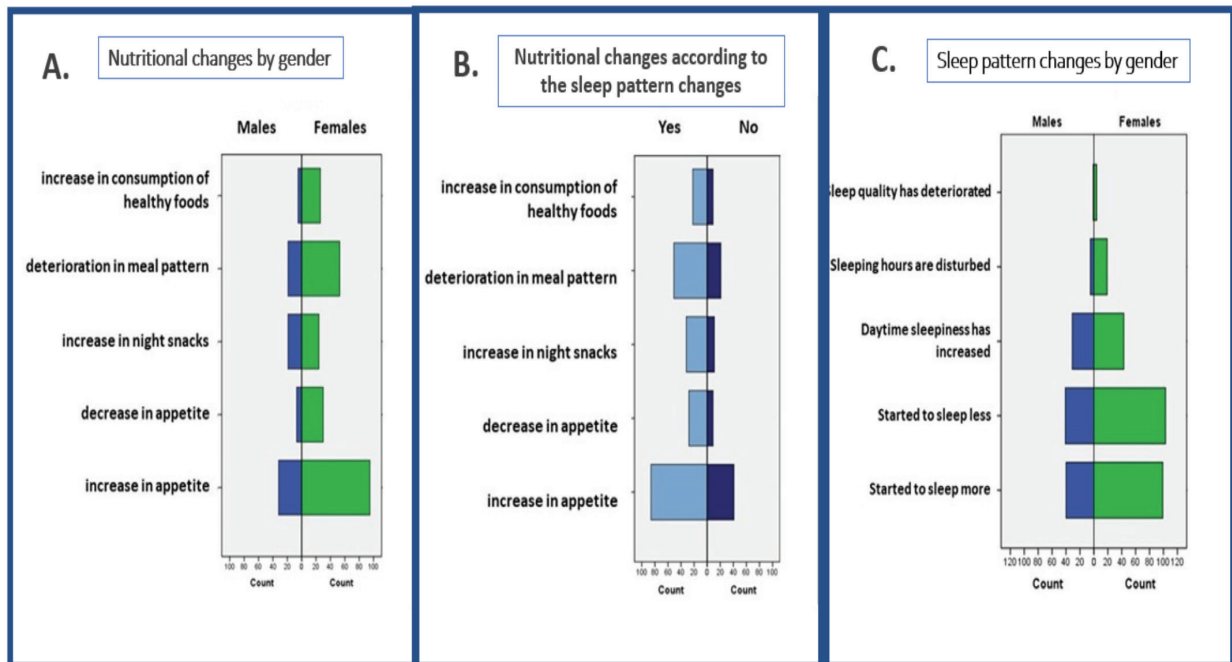 A.
Nutritional changes by gender
Males Females
increase in consumption of
healthy foods
deterioration in meal pattern
increase in night snacks
decrease in appetite
increase in appetite
100 80 60 40 20 0 20 40 60 80 100
Count Count
B.
Nutritional changes according to
the sleep pattern changes
Yes No
increase in consumption of
healthy foods
deterioration in meal pattern
increase in night snacks
decrease in appetite
increase in appetite
100 80 60 40 20 0 20 40 60 80 100
Count Count
C.
Sleep pattern changes by gender
Males Females
Sleep quality has deteriorated
Sleeping hours are disturbed
Daytime sleepiness has
increased
Started to sleep less
Started to sleep more
120 100 80 60 40 20 0 20 40 60 80 100 120
Count Count